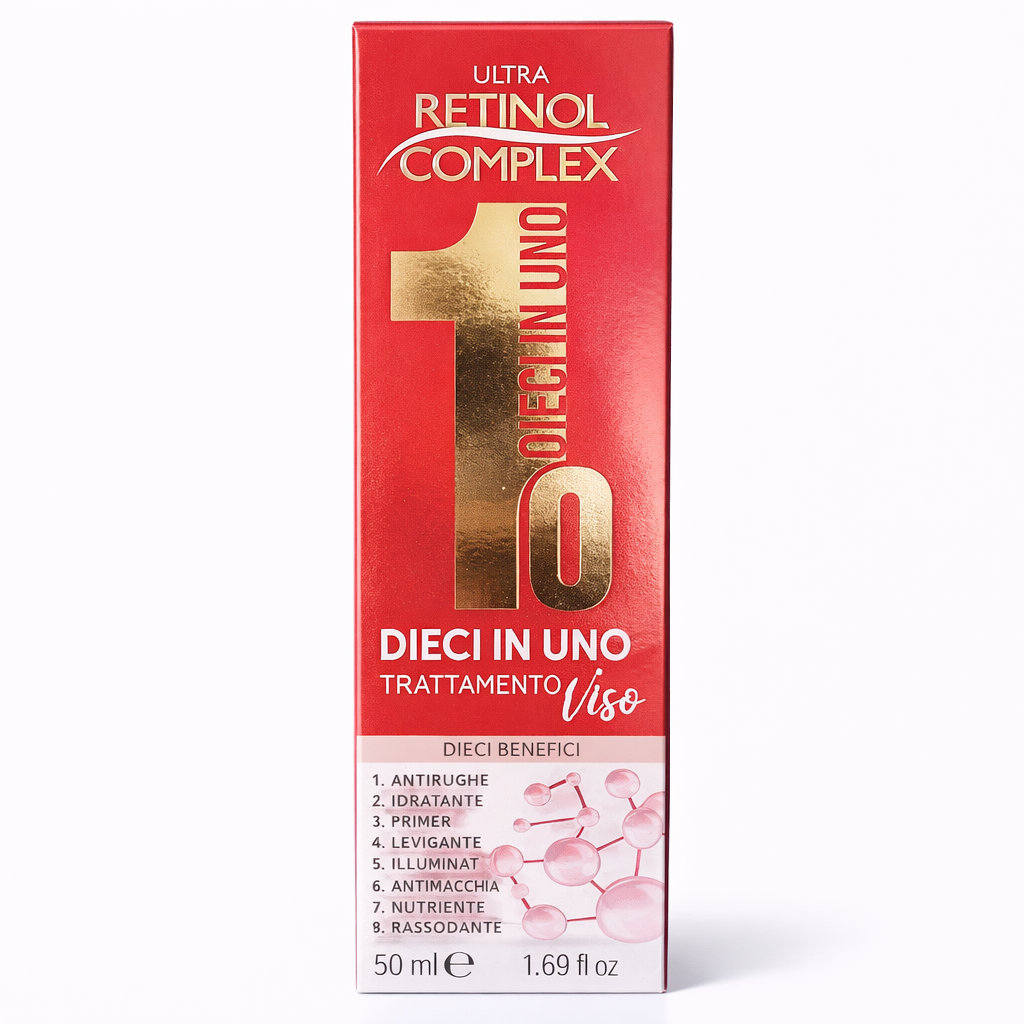 ULTRA
RETINOL
COMPLEX
10
DIECI IN UNO
DIECI IN UNO
TRATTAMENTO Viso
DIECI BENEFICI
1. ANTIRUGHE
2. IDRATANTE
3. PRIMER
4. LEVIGANTE
5. ILLUMINAT
6. ANTIMACCHIA
7. NUTRIENTE
8. RASSODANTE
50 ml ℮ 1.69 fl oz